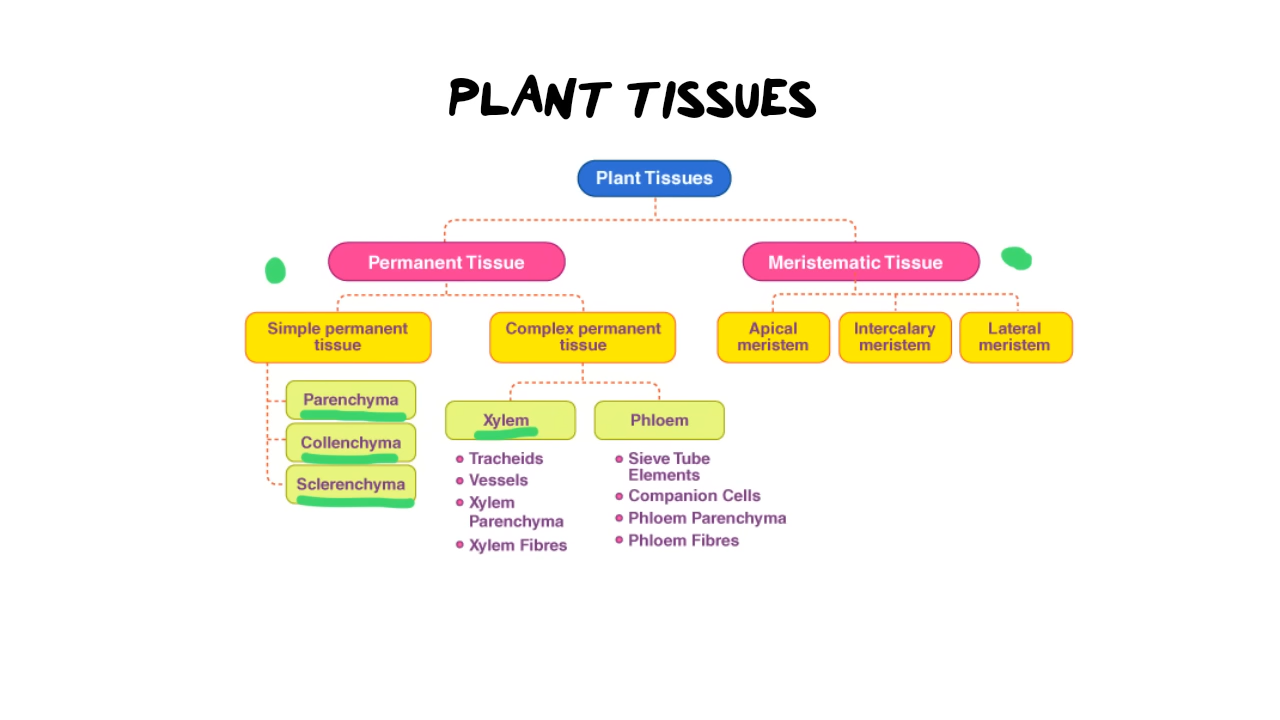 PLANT TISSUES
Plant Tissues
Permanent Tissue
Meristematic Tissue
Simple permanent
tissue
Complex permanent
tissue
Apical
meristem
Intercalary
meristem
Lateral
meristem
Parenchyma
Collenchyma
Sclerenchyma
Xylem
Tracheids
Vessels
Xylem
Parenchyma
Xylem Fibres
Phloem
Sieve Tube
Elements
Companion Cells
Phloem Parenchyma
Phloem Fibres